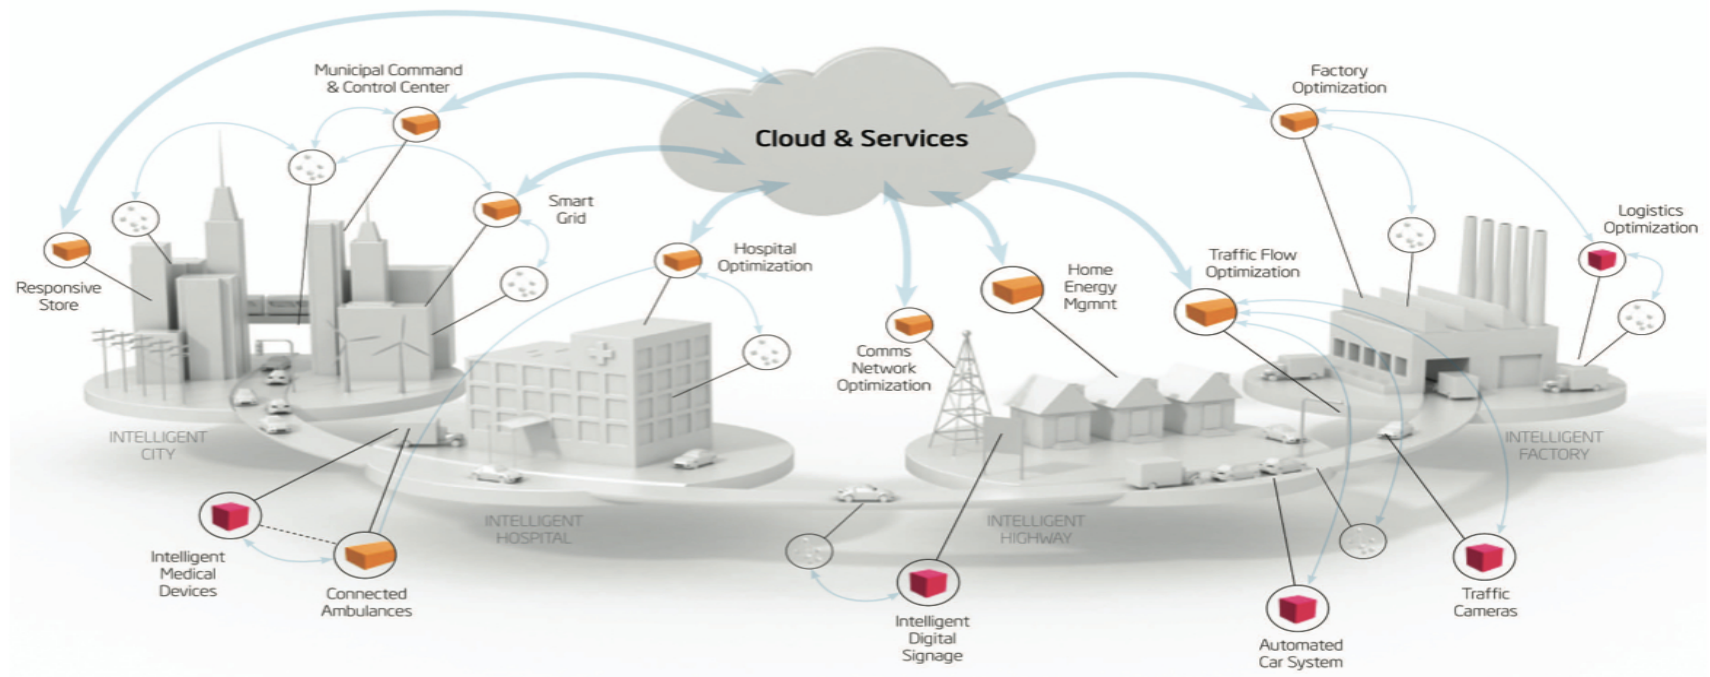 Municipal Command
& Control Center
Cloud & Services
Factory
Optimization
Smart
Grid
Hospital
Optimization
Home
Energy
Mgmnt
Traffic Flow
Optimization
Logistics
Optimization
Responsive
Store
Comms
Network
Optimization
INTELLIGENT
CITY
INTELLIGENT
HOSPITAL
INTELLIGENT
HIGHWAY
INTELLIGENT
FACTORY
Intelligent
Medical
Devices
Connected
Ambulances
Intelligent
Digital
Signage
Automated
Car System
Traffic
Cameras